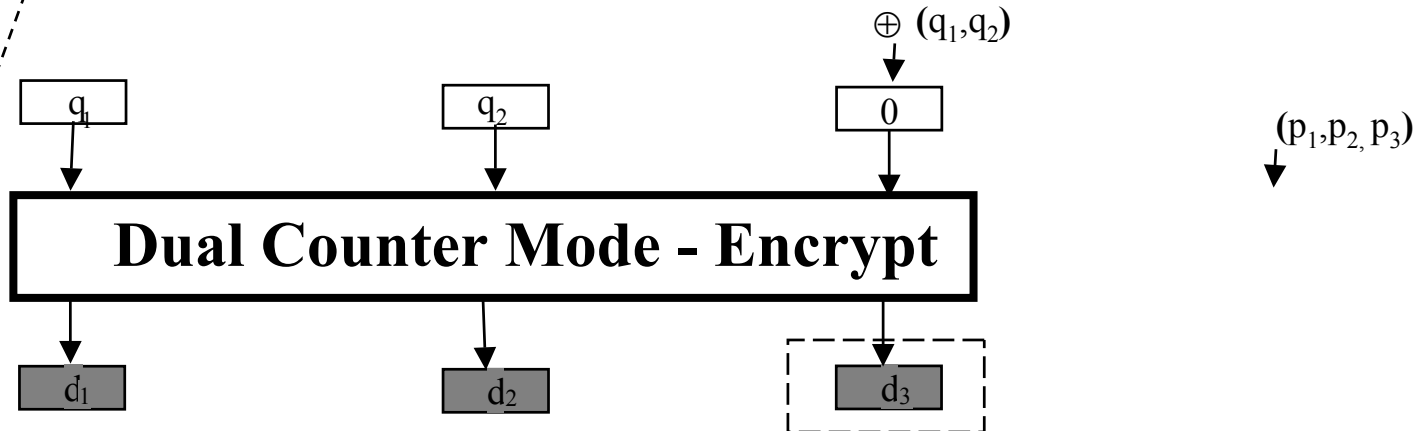 ⊕ (q₁,q₂)
q₁ q₂ 0
(p₁,p₂, p₃)
Dual Counter Mode - Encrypt
d₁ d₂ d₃